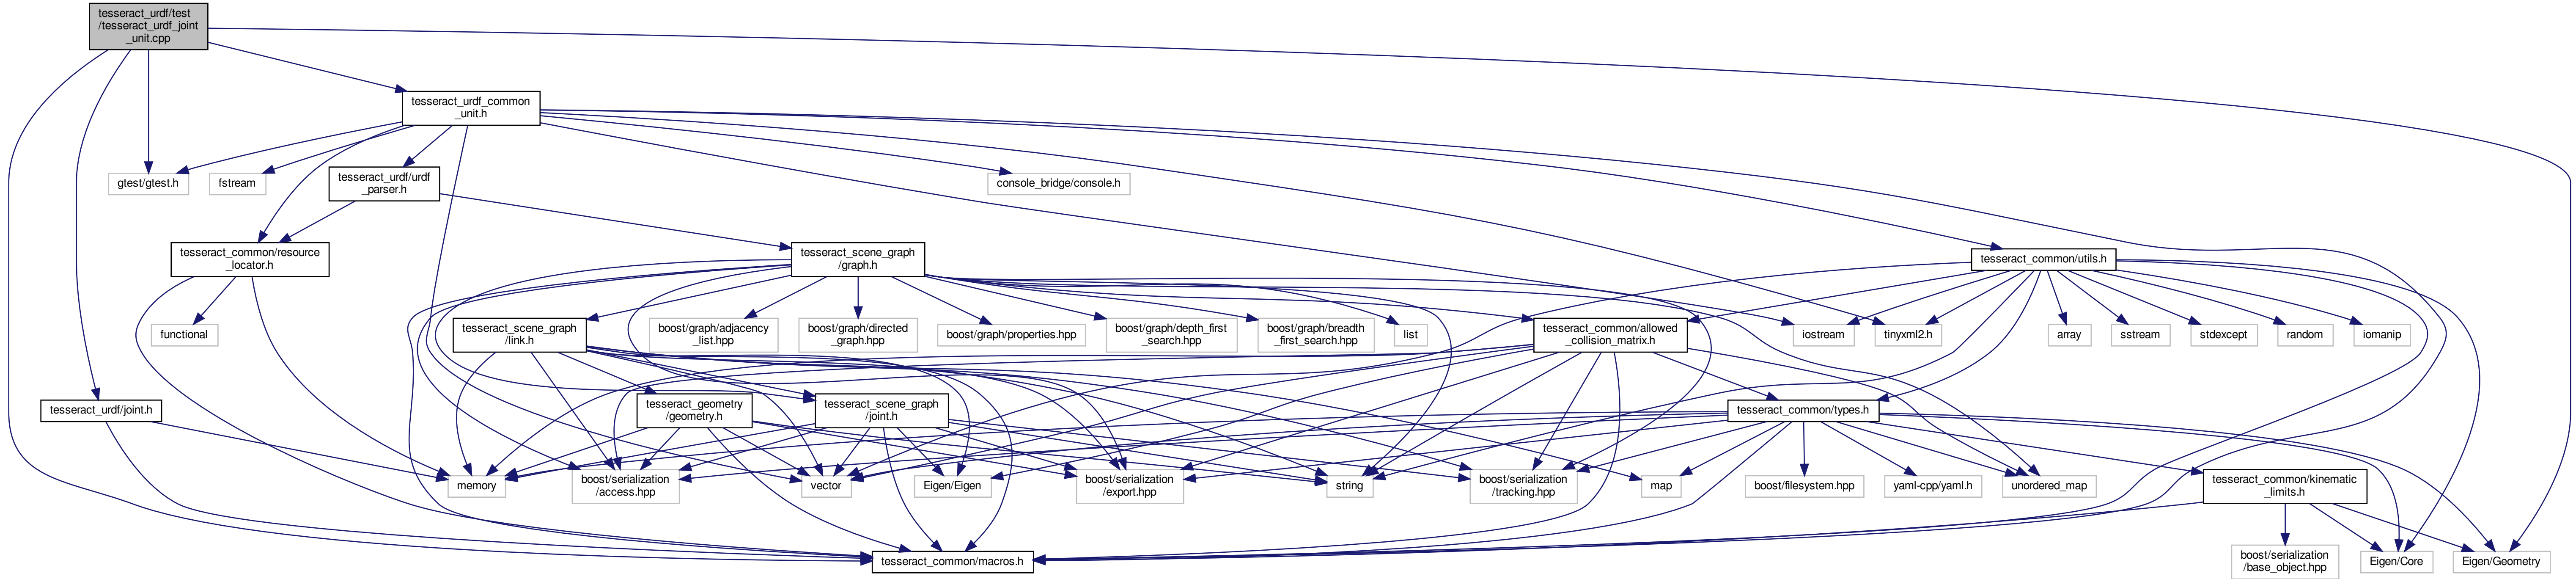 tesseract_urdf/test
/tesseract_urdf_joint
_unit.cpp
tesseract_urdf_common
_unit.h
gtest/gtest.h
fstream
tesseract_urdf/urdf
_parser.h
console_bridge/console.h
tesseract_common/resource
_locator.h
tesseract_scene_graph
/graph.h
tesseract_common/utils.h
functional
tesseract_scene_graph
/link.h
boost/graph/adjacency
_list.hpp
boost/graph/directed
_graph.hpp
boost/graph/properties.hpp
boost/graph/depth_first
_search.hpp
boost/graph/breadth
_first_search.hpp
list
tesseract_common/allowed
_collision_matrix.h
iostream
tinyxml2.h
array
sstream
stdexcept
random
iomanip
tesseract_urdf/joint.h
tesseract_geometry
/geometry.h
tesseract_scene_graph
/joint.h
tesseract_common/types.h
memory
boost/serialization
/access.hpp
vector
Eigen/Eigen
boost/serialization
/export.hpp
string
boost/serialization
/tracking.hpp
map
boost/filesystem.hpp
yaml-cpp/yaml.h
unordered_map
tesseract_common/kinematic
_limits.h
tesseract_common/macros.h
boost/serialization
/base_object.hpp
Eigen/Core
Eigen/Geometry